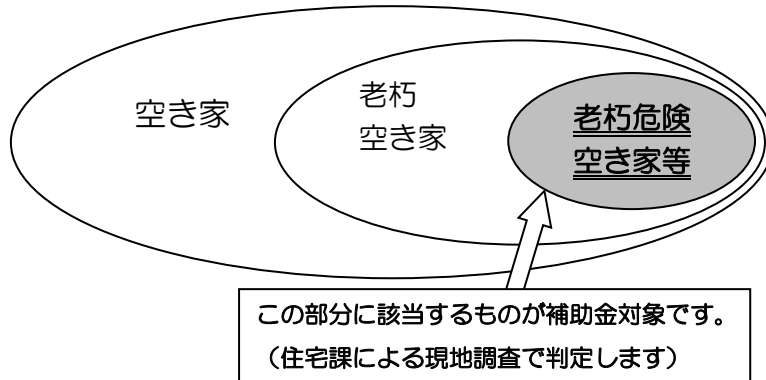 空き家
老朽
空き家
老朽危険
空き家等
この部分に該当するものが補助金対象です。
（住宅課による現地調査で判定します）